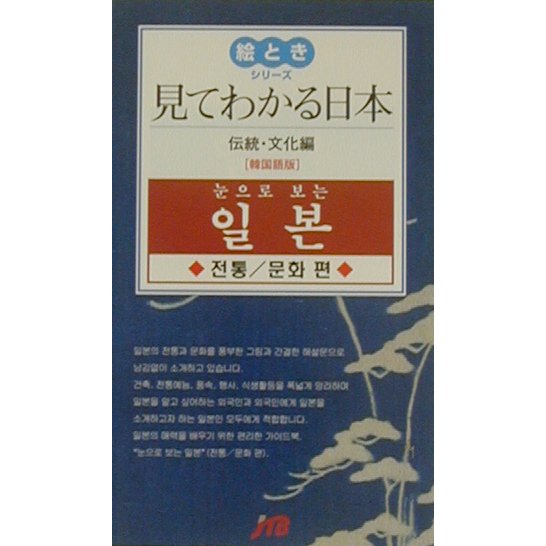 絵とき
シリーズ
見てわかる日本
伝統・文化編
[韓国語版]
눈으로 보는
일본
◆ 전통／문화 편 ◆
일본의 전통과 문화를 풍부한 그림과 간결한 해설문으로
남김없이 소개하고 있습니다.
건축, 전통예능, 풍속, 행사, 식생활등을 폭넓게 망라하여
일본을 알고 싶어하는 외국인과 외국인에게 일본을
소개하고자 하는 일본인 모두에게 적합합니다.
일본의 매력을 배우기 위한 편리한 가이드북.
"눈으로 보는 일본" (전통／문화 편).
JTB